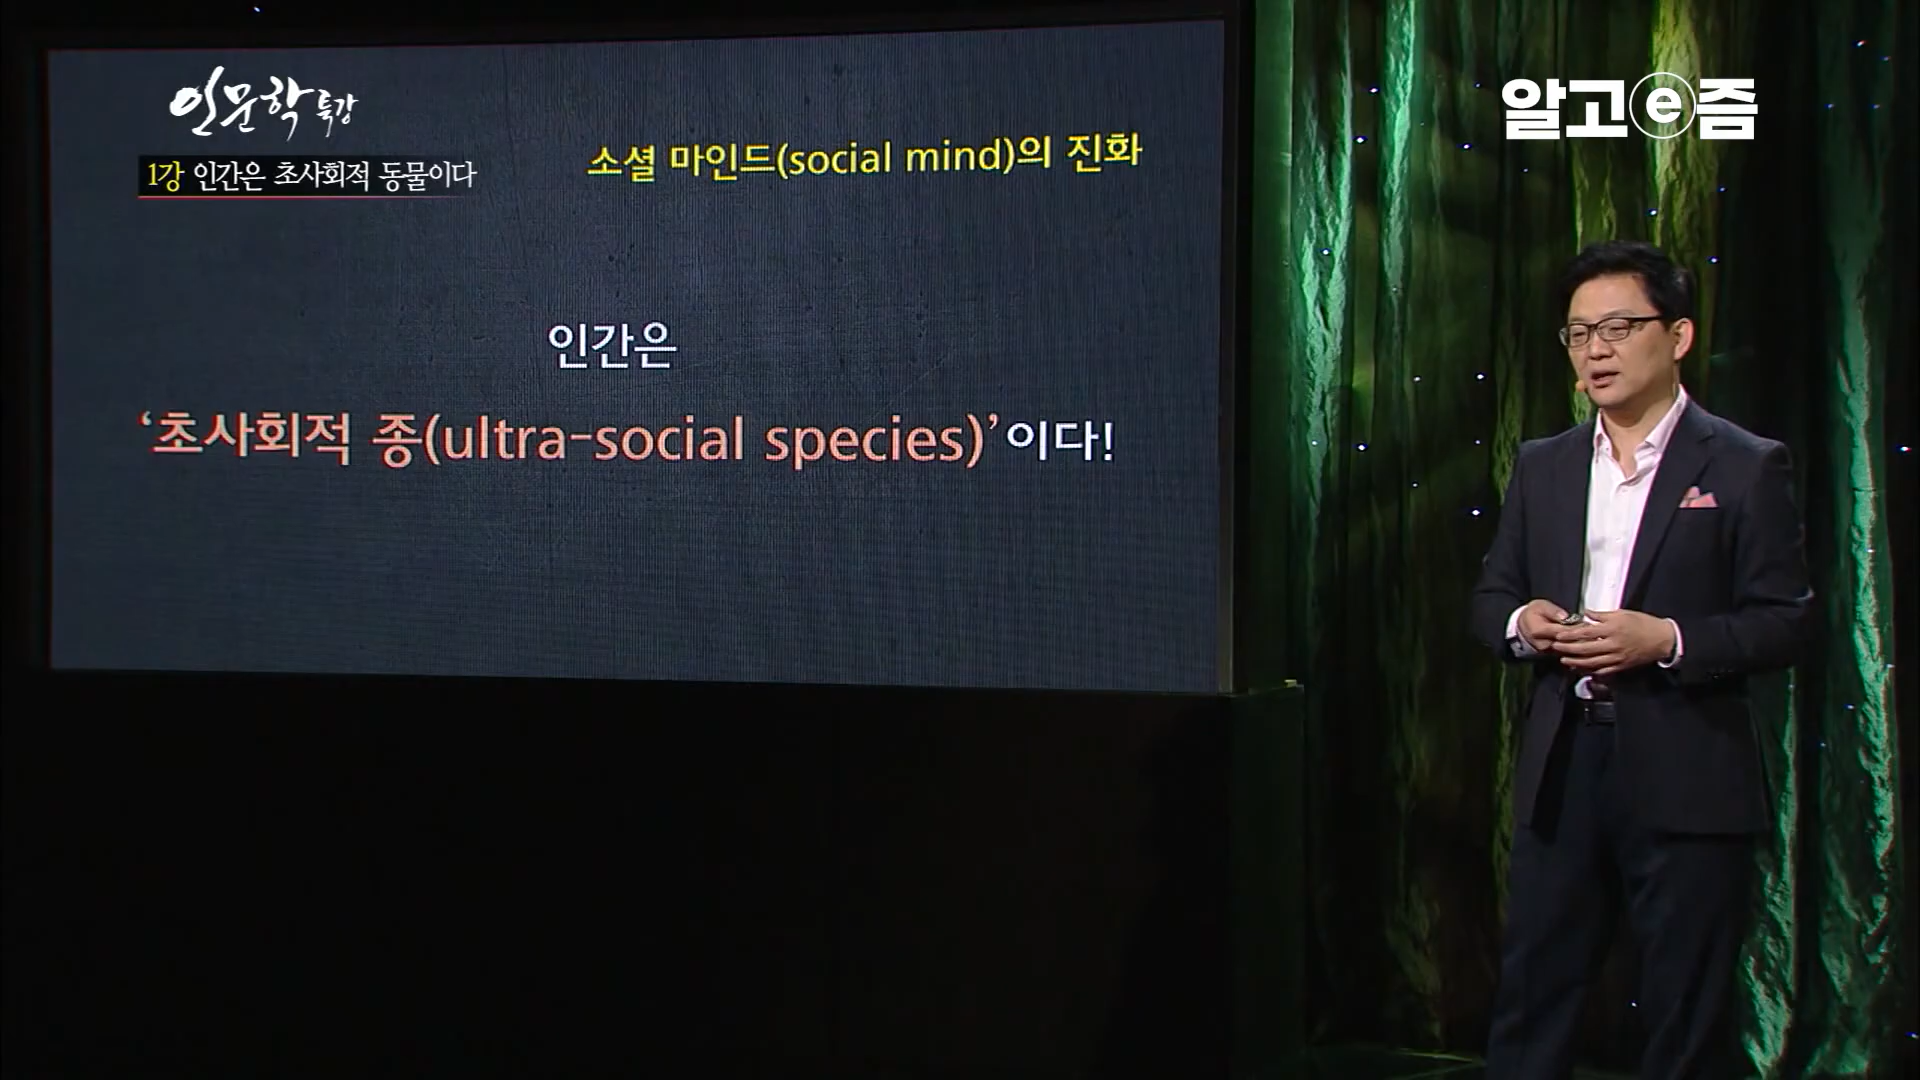 인문학 특강
1강 인간은 초사회적 동물이다
소셜 마인드(social mind)의 진화
알고e즘
인간은
‘초사회적 종(ultra-social species)’이다!